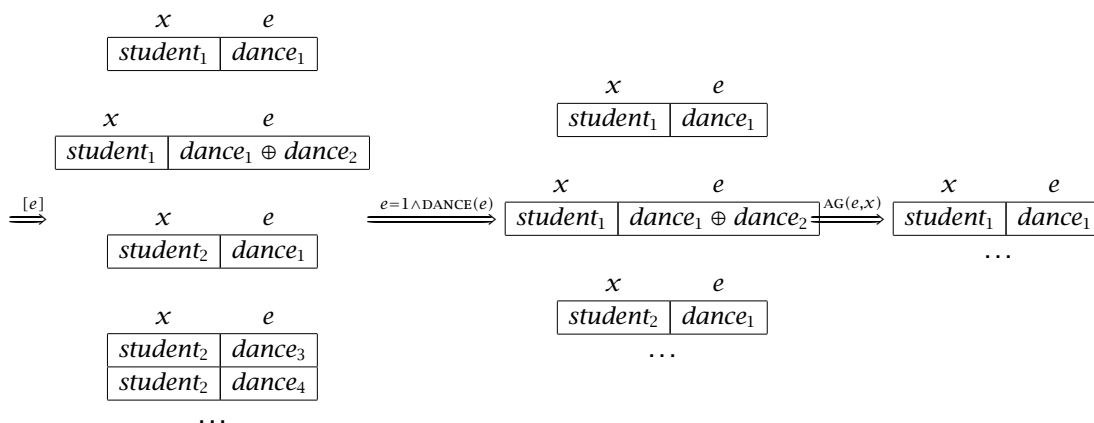 x e
student₁ dance₁
x e
student₁ dance₁ ⊕ dance₂
[e]
x e
student₂ dance₁
x e
student₂ dance₃
student₂ dance₄
...
e=1∧DANCE(e)
x e
student₁ dance₁
x e
student₁ dance₁ ⊕ dance₂
x e
student₂ dance₁
...
AG(e,x)
x e
student₁ dance₁
...